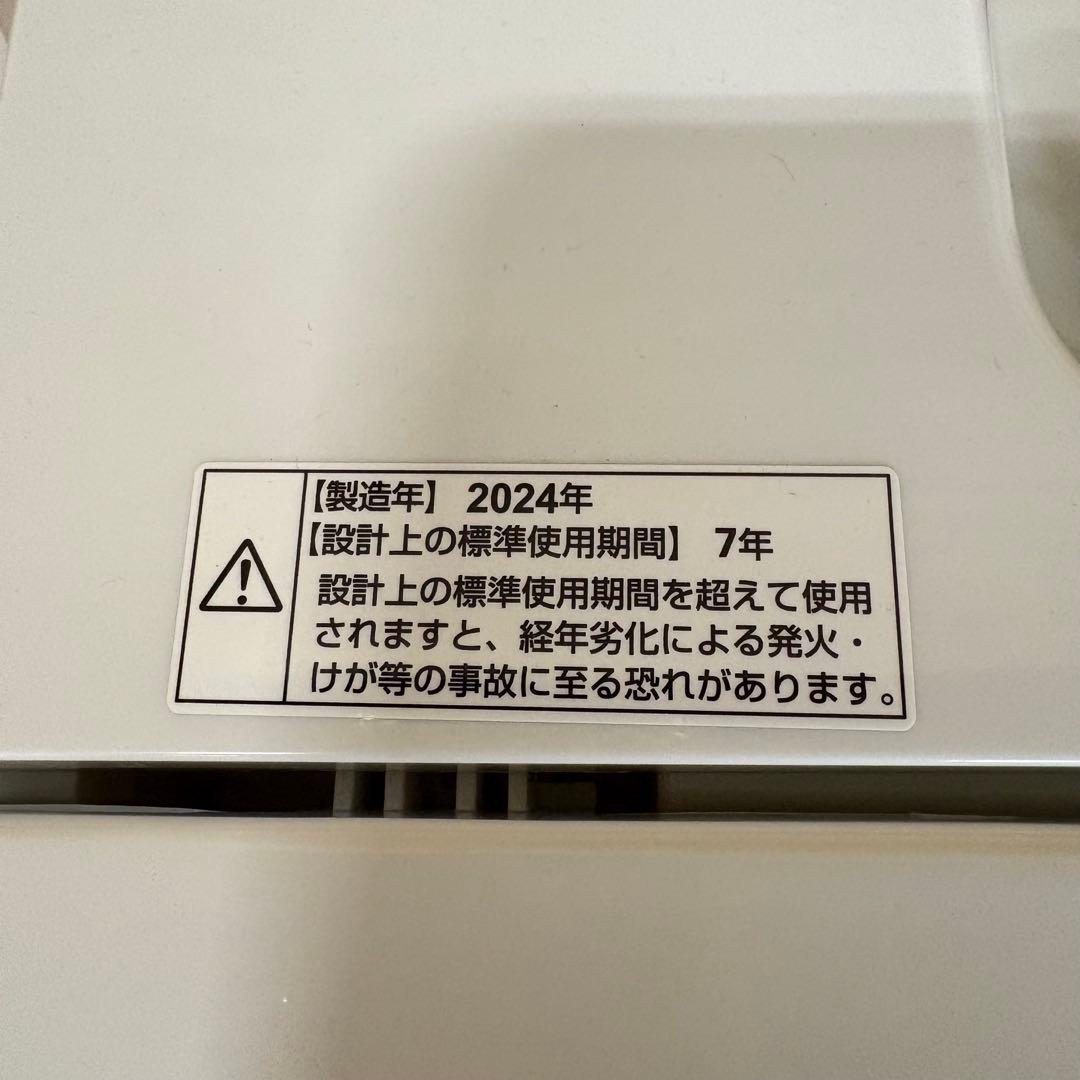 【製造年】 2024年
【設計上の標準使用期間】 7年
設計上の標準使用期間を超えて使用
されますと、経年劣化による発火・
けが等の事故に至る恐れがあります。